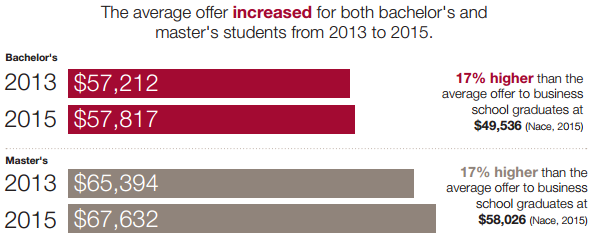 The average offer increased for both bachelor's and
master's students from 2013 to 2015.
Bachelor's
2013 $57,212
2015 $57,817
17% higher than the
average offer to business
school graduates at
$49,536 (Nace, 2015)
Master's
2013 $65,394
2015 $67,632
17% higher than the
average offer to business
school graduates at
$58,026 (Nace, 2015)